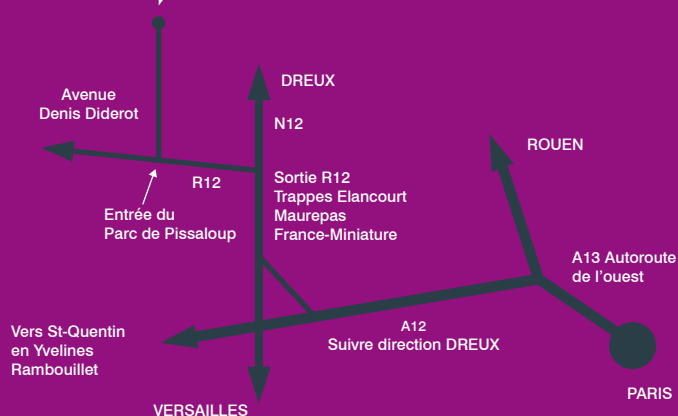 DREUX
Avenue
Denis Diderot
N12
ROUEN
R12
Sortie R12
Trappes Elancourt
Maurepas
France-Miniature
Entrée du
Parc de Pissaloup
A13 Autoroute
de l'ouest
Vers St-Quentin
en Yvelines
Rambouillet
A12
Suivre direction DREUX
PARIS
VERSAILLES